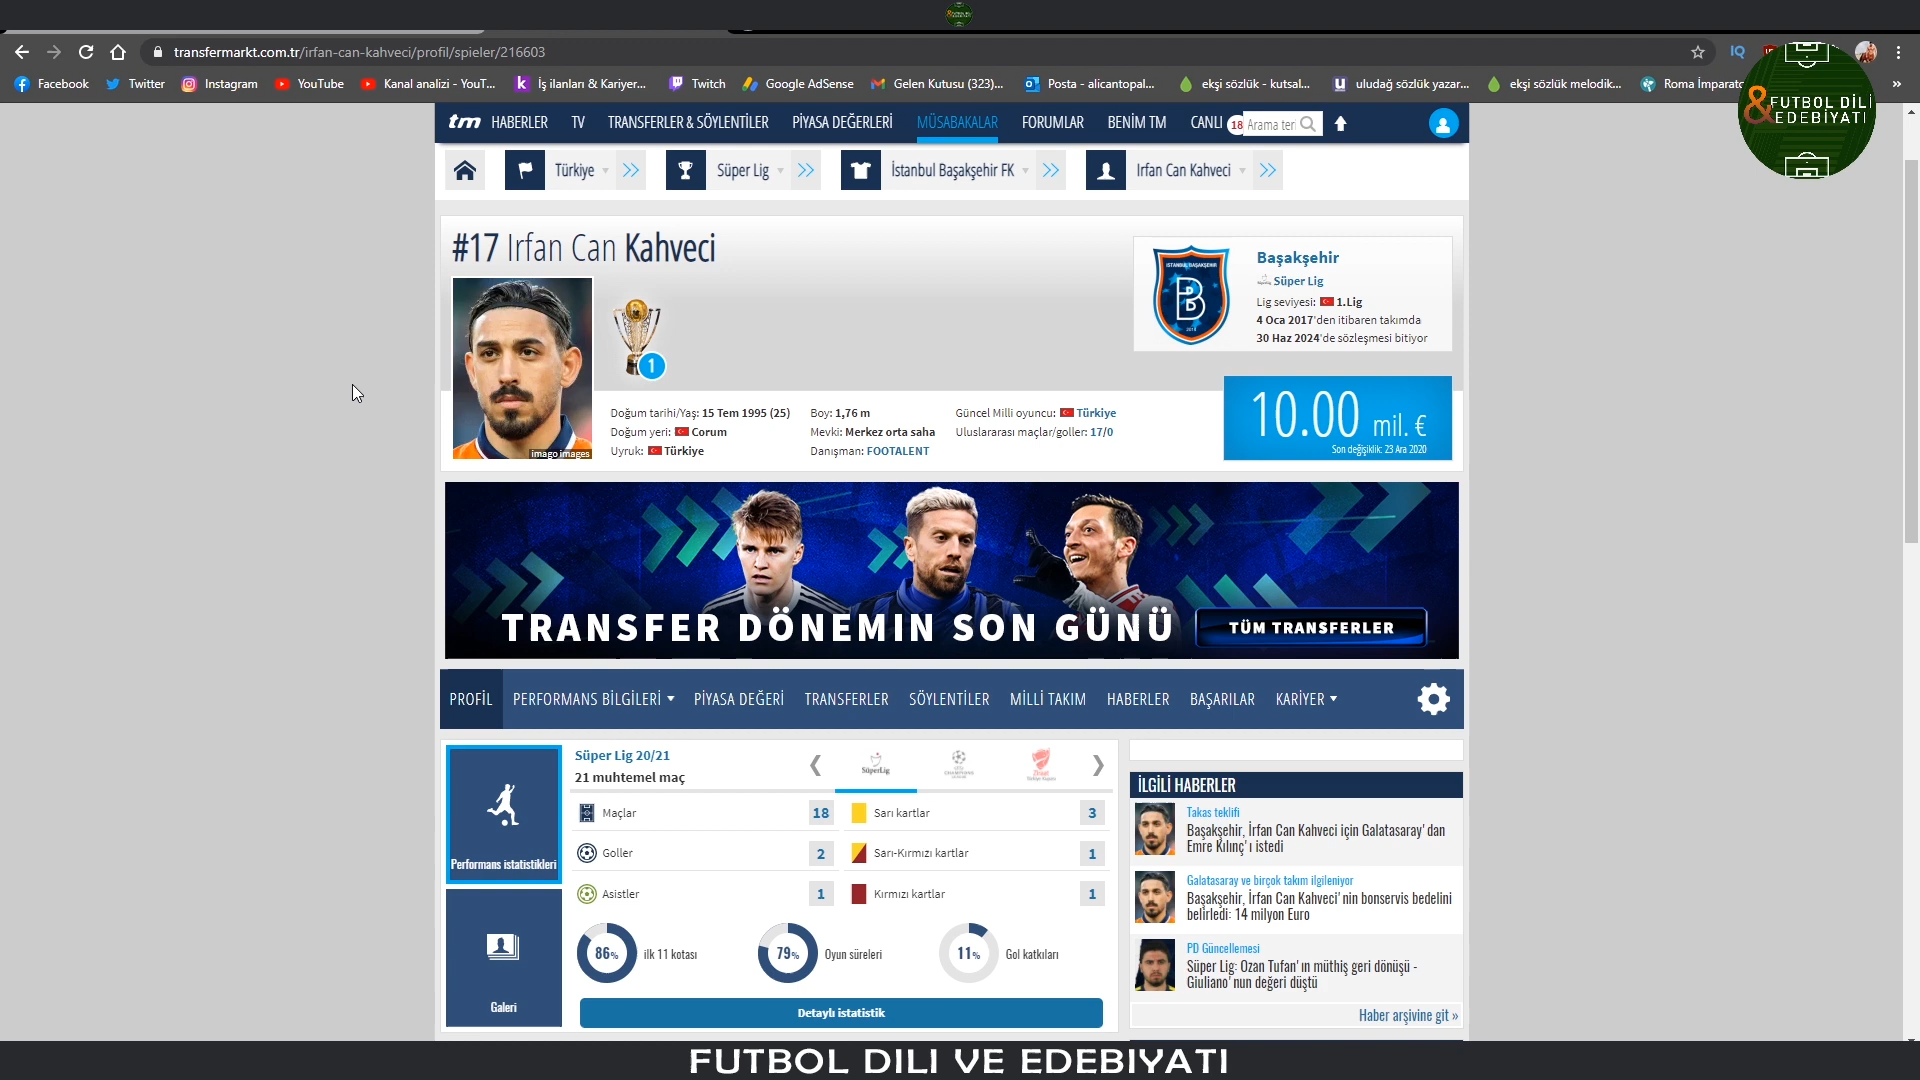 transfermarkt.com.tr/irfan-can-kahveci/profil/spieler/216603
IQ
Facebook Twitter Instagram YouTube Kanal analizi - YouT... İş ilanları & Kariyer... Twitch Google AdSense Gelen Kutusu (323)... Posta - alicantopal... ekşi sözlük - kutsal... uludağ sözlük yazar... ekşi sözlük melodik... Roma İmparato »
& FUTBOL DİLİ
EDEBİYATI
tm HABERLER TV TRANSFERLER & SÖYLENTİLER PİYASA DEĞERLERİ MÜSABAKALAR FORUMLAR BENİM TM CANLI 18 Arama teri
Türkiye Süper Lig İstanbul Başakşehir FK Irfan Can Kahveci
#17 Irfan Can Kahveci
1
imago images
İSTANBUL BAŞAKŞEHİR
B
Başakşehir
Süper Lig
Lig seviyesi: 1.Lig
4 Oca 2017'den itibaren takımda
30 Haz 2024'de sözleşmesi bitiyor
Doğum tarihi/Yaş: 15 Tem 1995 (25)
Doğum yeri: Corum
Uyruk: Türkiye
Boy: 1,76 m
Mevki: Merkez orta saha
Danışman: FOOTALENT
Güncel Milli oyuncu: Türkiye
Uluslararası maçlar/goller: 17/0
10.00 mil. €
Son değişiklik: 23 Ara 2020
TRANSFER DÖNEMİN SON GÜNÜ TÜM TRANSFERLER
PROFİL PERFORMANS BİLGİLERİ PİYASA DEĞERİ TRANSFERLER SÖYLENTİLER MİLLİ TAKIM HABERLER BAŞARILAR KARİYER
Performans istatistikleri
Galeri
Süper Lig 20/21
21 muhtemel maç
SüperLig
Maçlar 18 Sarı kartlar 3
Goller 2 Sarı-Kırmızı kartlar 1
Asistler 1 Kırmızı kartlar 1
86% ilk 11 kotası 79% Oyun süreleri 11% Gol katkıları
Detaylı istatistik
İLGİLİ HABERLER
Takas teklifi
Başakşehir, İrfan Can Kahveci için Galatasaray'dan
Emre Kılınç'ı istedi
Galatasaray ve birçok takım ilgileniyor
Başakşehir, İrfan Can Kahveci'nin bonservis bedelini
belirledi: 14 milyon Euro
PD Güncellemesi
Süper Lig: Ozan Tufan'ın müthiş geri dönüşü -
Giuliano'nun değeri düştü
Haber arşivine git »
FUTBOL DILI VE EDEBIYATI